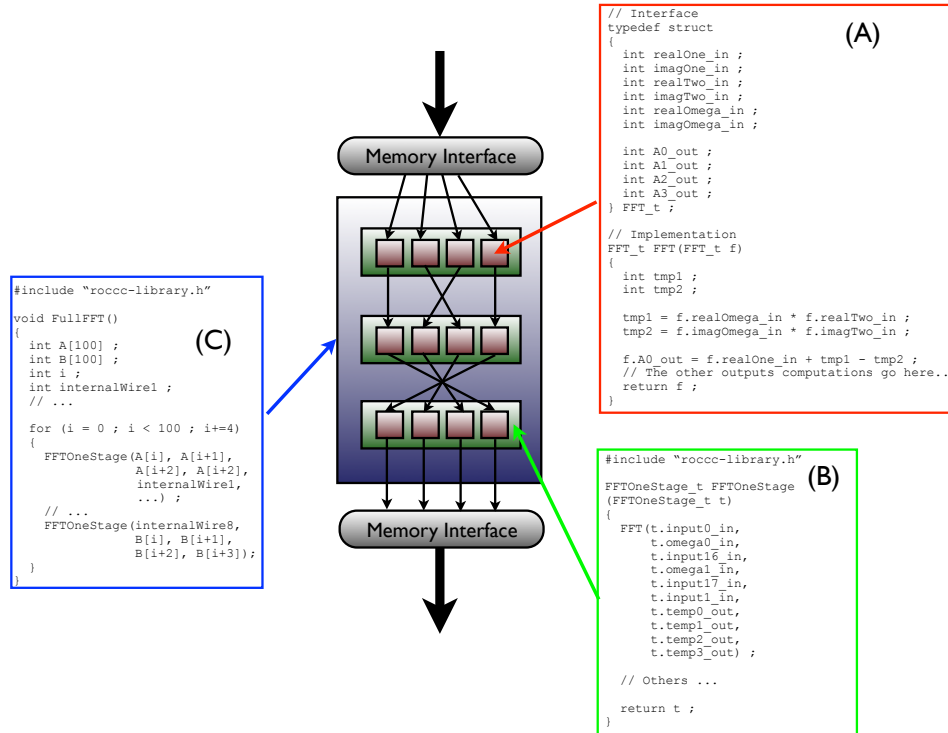 // Interface
typedef struct
{
int realOne_in ;
int imagOne_in ;
int realTwo_in ;
int imagTwo_in ;
int realOmega_in ;
int imagOmega_in ;
int A0_out ;
int A1_out ;
int A2_out ;
int A3_out ;
} FFT_t ;
// Implementation
FFT_t FFT(FFT_t f)
{
int tmp1 ;
int tmp2 ;
tmp1 = f.realOmega_in * f.realTwo_in ;
tmp2 = f.imagOmega_in * f.imagTwo_in ;
f.A0_out = f.realOne_in + tmp1 - tmp2 ;
// The other outputs computations go here..
return f ;
}
(A)
Memory Interface
#include “roccc-library.h”
void FullFFT()
{
int A[100] ;
int B[100] ;
int i ;
int internalWire1 ;
// ...
for (i = 0 ; i < 100 ; i+=4)
{
FFTOneStage(A[i], A[i+1],
A[i+2], A[i+2],
internalWire1,
...) ;
// ...
FFTOneStage(internalWire8,
B[i], B[i+1],
B[i+2], B[i+3]);
}
}
(C)
Memory Interface
#include “roccc-library.h”
FFTOneStage_t FFTOneStage
(FFTOneStage_t t)
{
FFT(t.input0_in,
t.omega0_in,
t.input16_in,
t.omega1_in,
t.input17_in,
t.input1_in,
t.temp0_out,
t.temp1_out,
t.temp2_out,
t.temp3_out) ;
// Others ...
return t ;
}
(B)